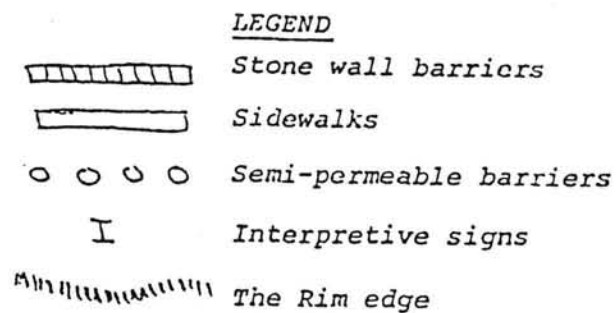 LEGEND
Stone wall barriers
Sidewalks
Semi-permeable barriers
Interpretive signs
The Rim edge